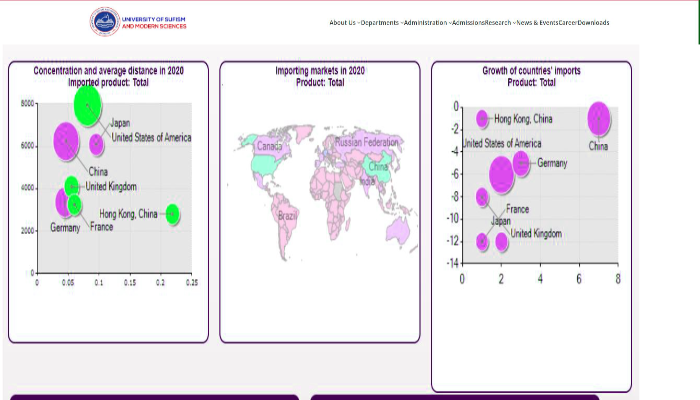 UNIVERSITY OF SUFISM
AND MODERN SCIENCES
About Us Departments Administration Admissions Research News & Events Career Downloads
Concentration and average distance in 2020
Imported product: Total
8000
6000
4000
2000
0
0 0.05 0.1 0.15 0.2 0.25
Japan
United States of America
China
United Kingdom
Hong Kong, China
Germany
France
Importing markets in 2020
Product: Total
Canada
Russian Federation
China
India
Brazil
Growth of countries' imports
Product: Total
0
-2
-4
-6
-8
-10
-12
-14
0 2 4 6 8
Hong Kong, China
China
United States of America
Germany
France
Japan
United Kingdom